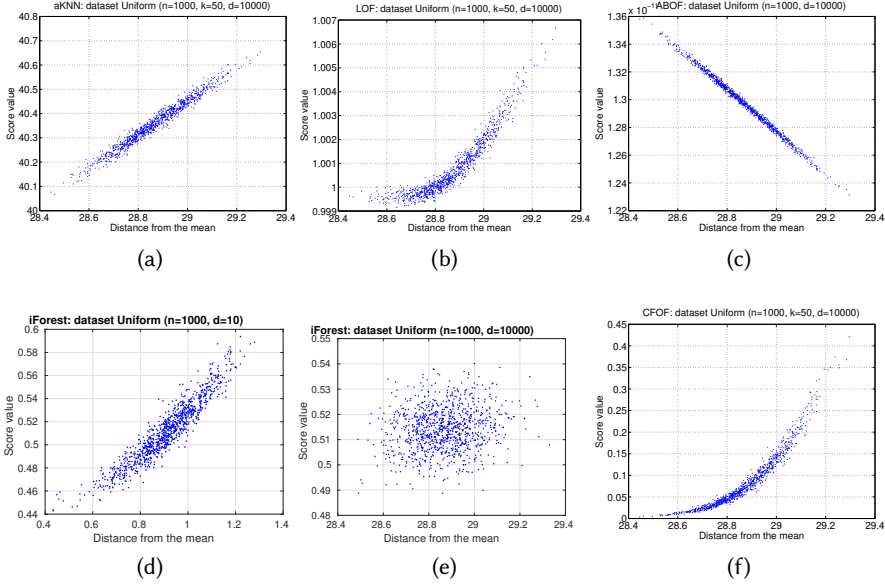 aKNN: dataset Uniform (n=1000, k=50, d=10000)
40.8
40.7
40.6
40.5
40.4
40.3
40.2
40.1
40
Score value
28.4 28.6 28.8 29 29.2 29.4
Distance from the mean
(a)
LOF: dataset Uniform (n=1000, k=50, d=10000)
1.007
1.006
1.005
1.004
1.003
1.002
1.001
1
0.999
Score value
28.4 28.6 28.8 29 29.2 29.4
Distance from the mean
(b)
ABOF: dataset Uniform (n=1000, k=50, d=10000)
1.36
1.34
1.32
1.3
1.28
1.26
1.24
1.22
Score value
28.4 28.6 28.8 29 29.2 29.4
Distance from the mean
(c)
iForest: dataset Uniform (n=1000, d=10)
0.6
0.58
0.56
0.54
0.52
0.5
0.48
0.46
0.44
Score value
0.4 0.6 0.8 1.0 1.2 1.4
Distance from the mean
(d)
iForest: dataset Uniform (n=1000, d=10000)
0.55
0.54
0.53
0.52
0.51
0.5
0.49
0.48
Score value
28.4 28.6 28.8 29 29.2 29.4
Distance from the mean
(e)
CFOF: dataset Uniform (n=1000, k=50, d=10000)
0.45
0.4
0.35
0.3
0.25
0.2
0.15
0.1
0.05
0
Score value
28.4 28.6 28.8 29 29.2 29.4
Distance from the mean
(f)